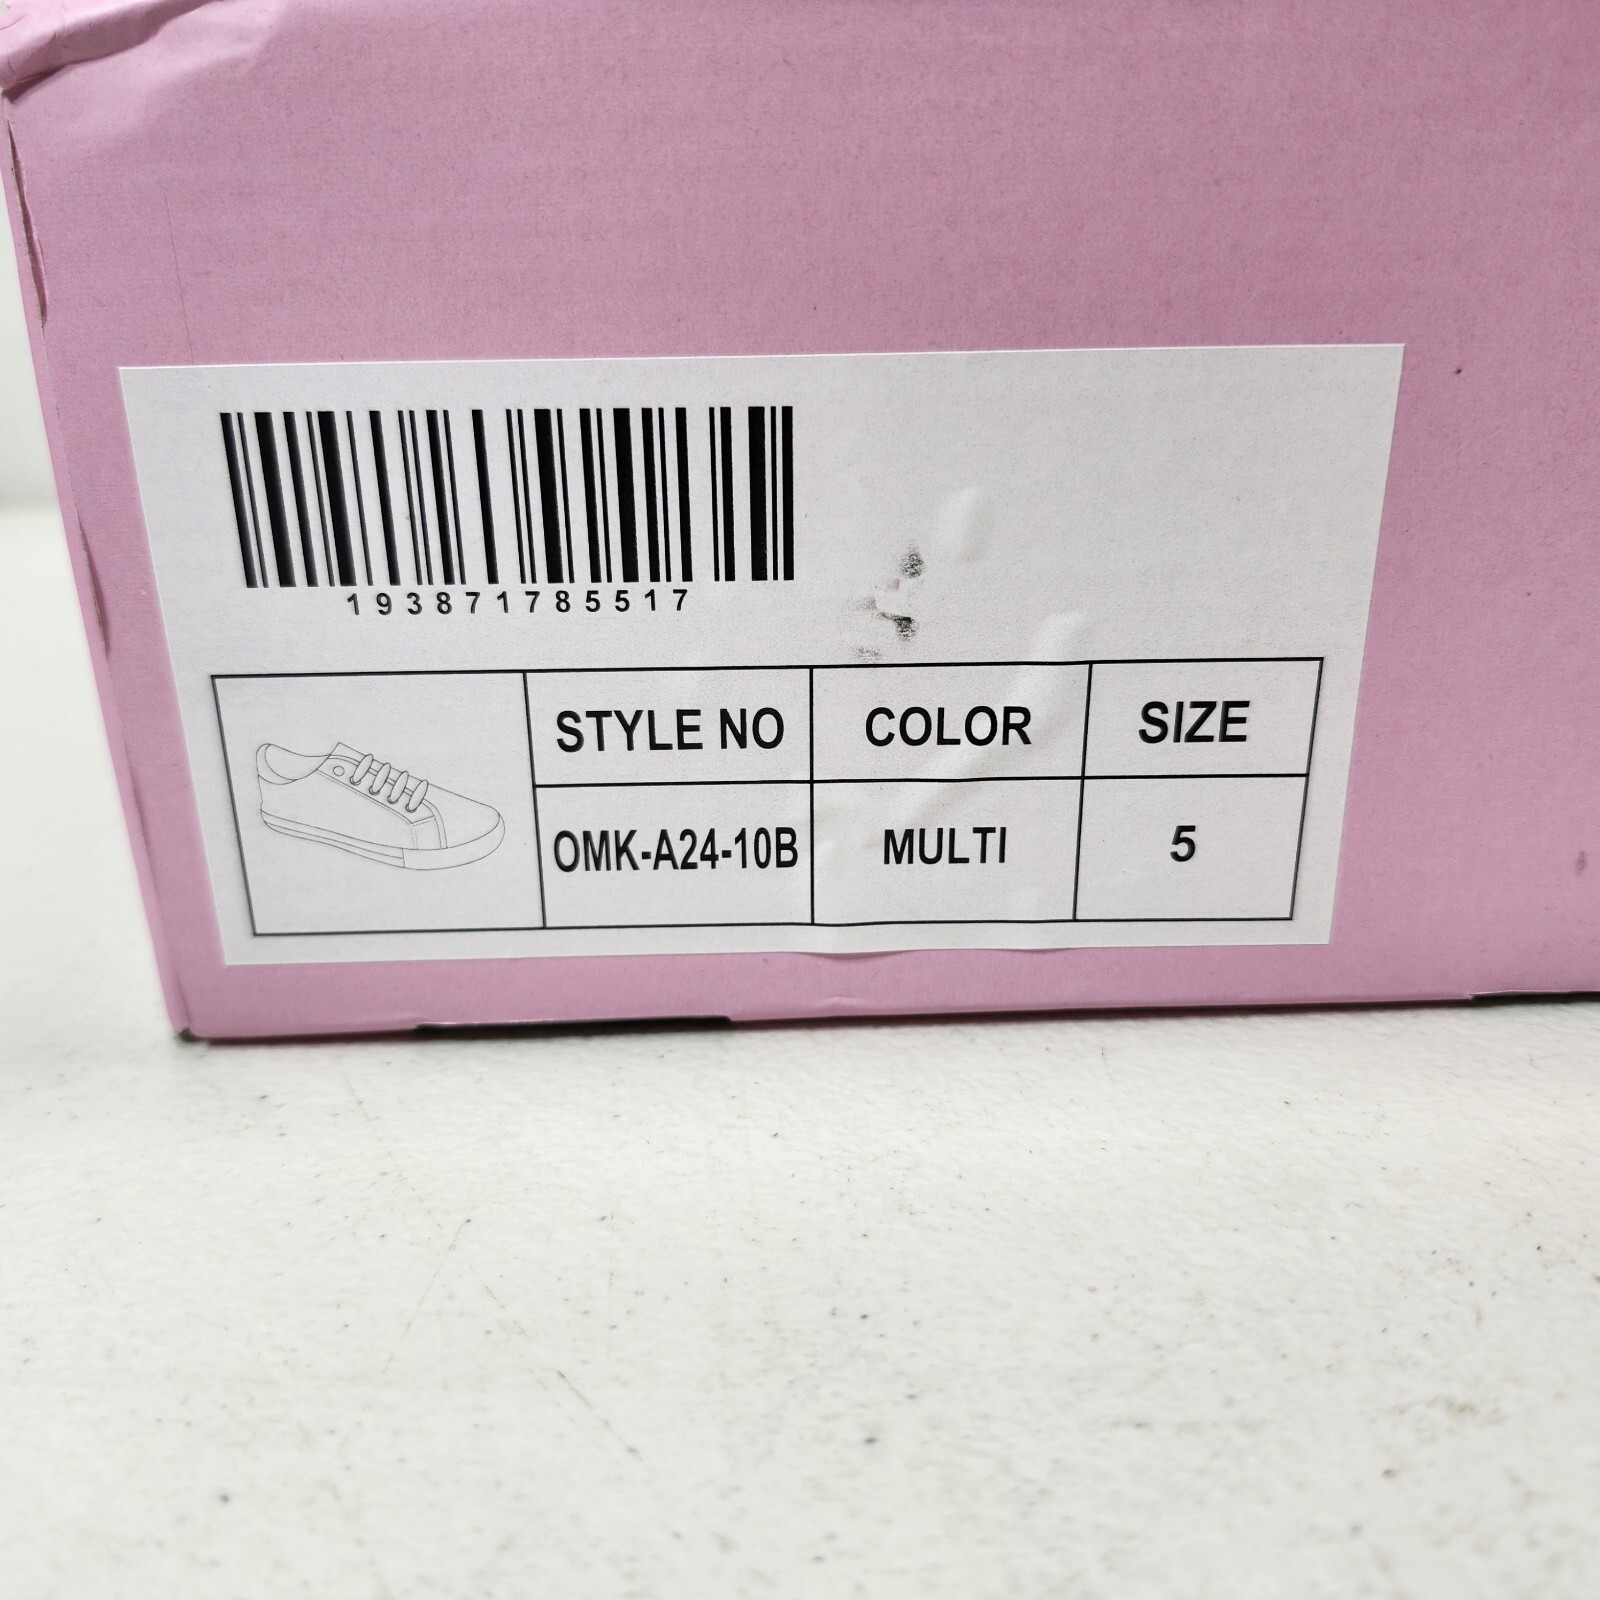 193871785517
STYLE NO COLOR SIZE
OMK-A24-10B MULTI 5